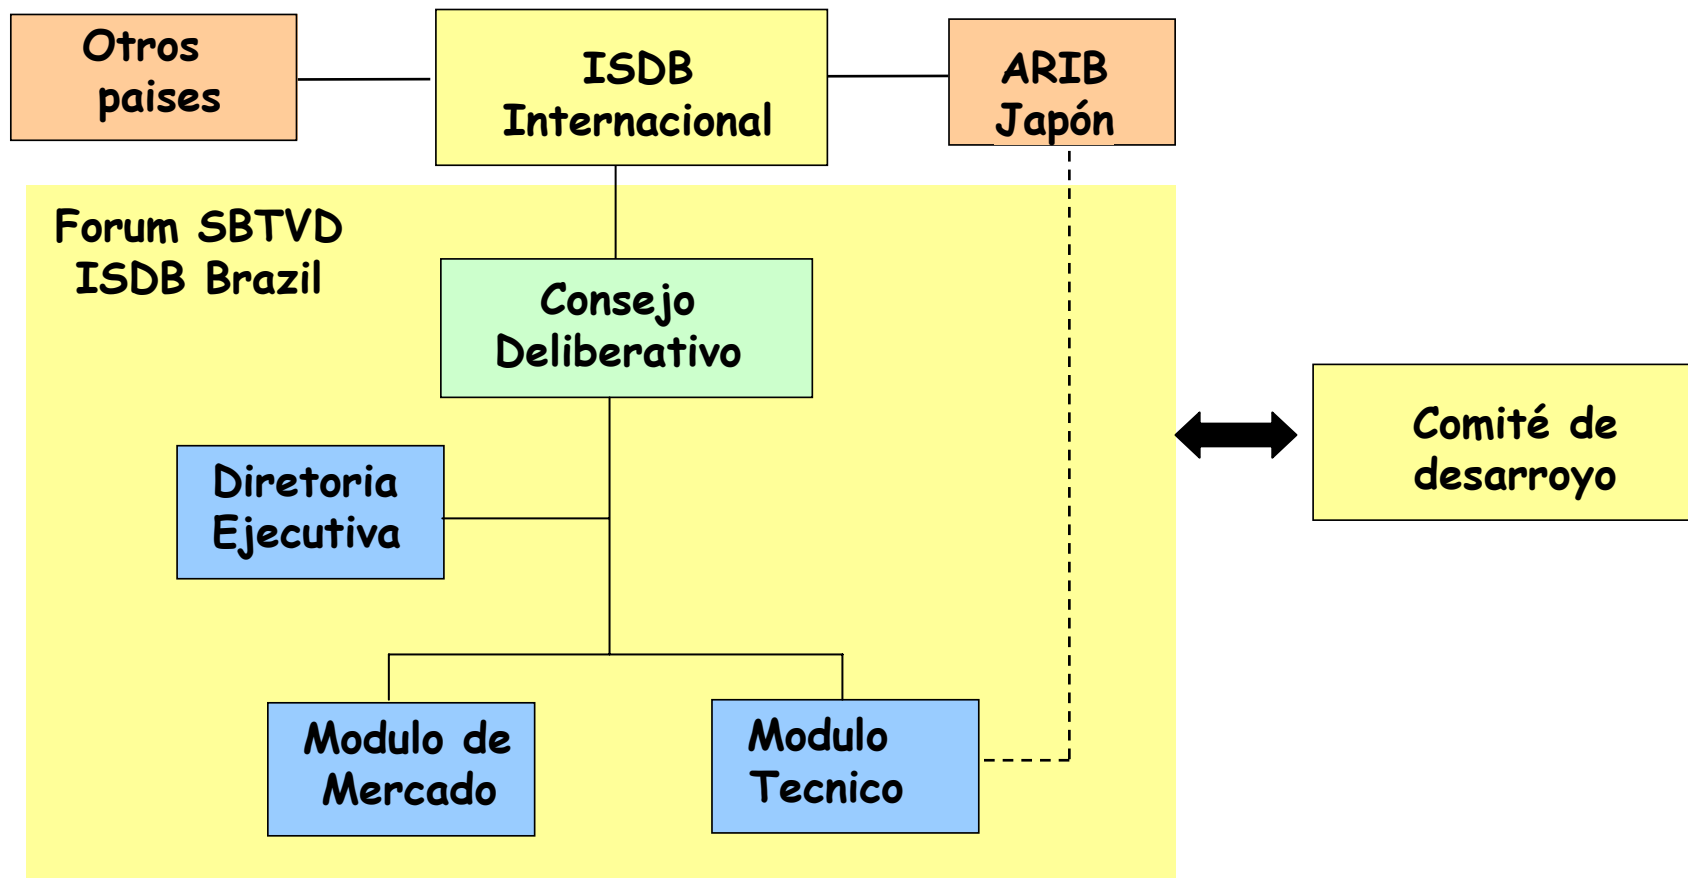 Otros
paises
ISDB
Internacional
ARIB
Japón
Forum SBTVD
ISDB Brazil
Consejo
Deliberativo
Comité de
desarroyo
Diretoria
Ejecutiva
Modulo de
Mercado
Modulo
Tecnico